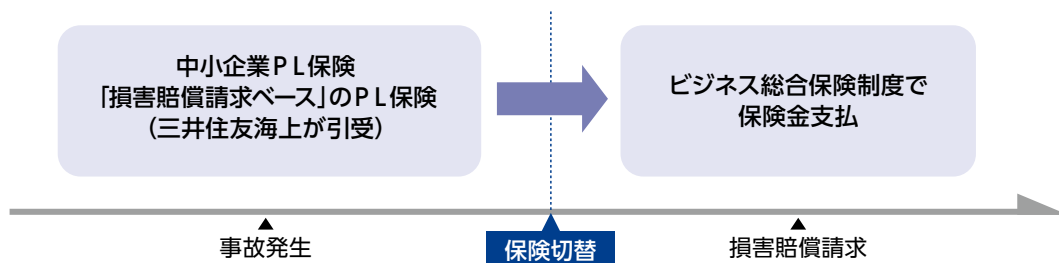 中小企業PL保険
「損害賠償請求ベース」のPL保険
(三井住友海上が引受)
ビジネス総合保険制度で
保険金支払
事故発生
保険切替
損害賠償請求